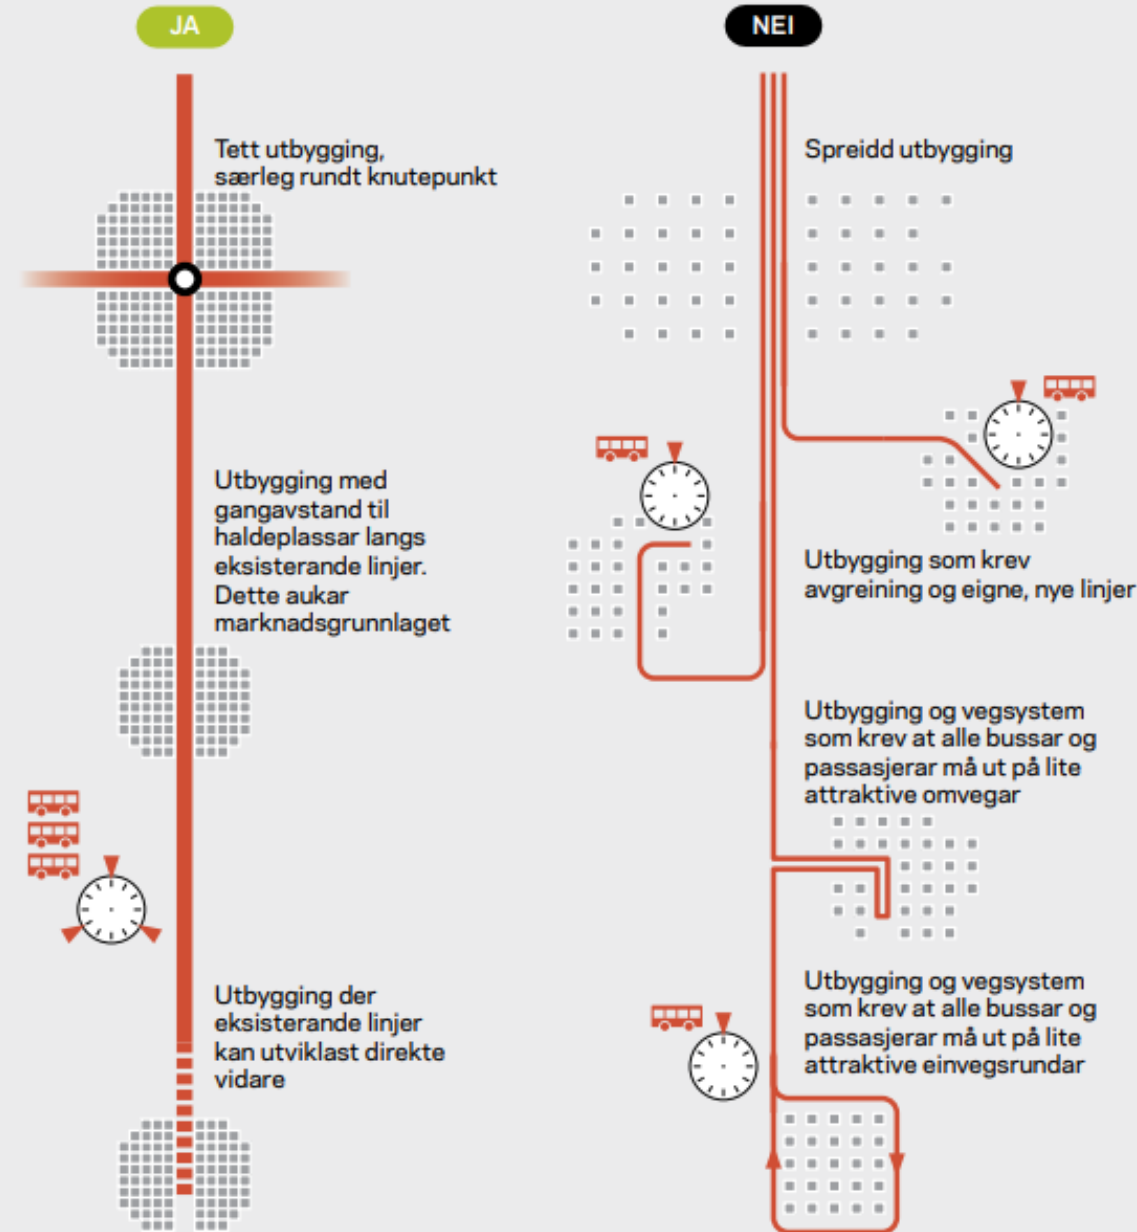 JA
Tett utbygging,
særleg rundt knutepunkt
Utbygging med
gangavstand til
haldeplassar langs
eksisterande linjer.
Dette aukar
marknadsgrunnlaget
Utbygging der
eksisterande linjer
kan utviklast direkte
vidare
NEI
Spreidd utbygging
Utbygging som krev
avgreining og eigne, nye linjer
Utbygging og vegsystem
som krev at alle bussar og
passasjerar må ut på lite
attraktive omvegar
Utbygging og vegsystem
som krev at alle bussar og
passasjerar må ut på lite
attraktive einvegsrundar